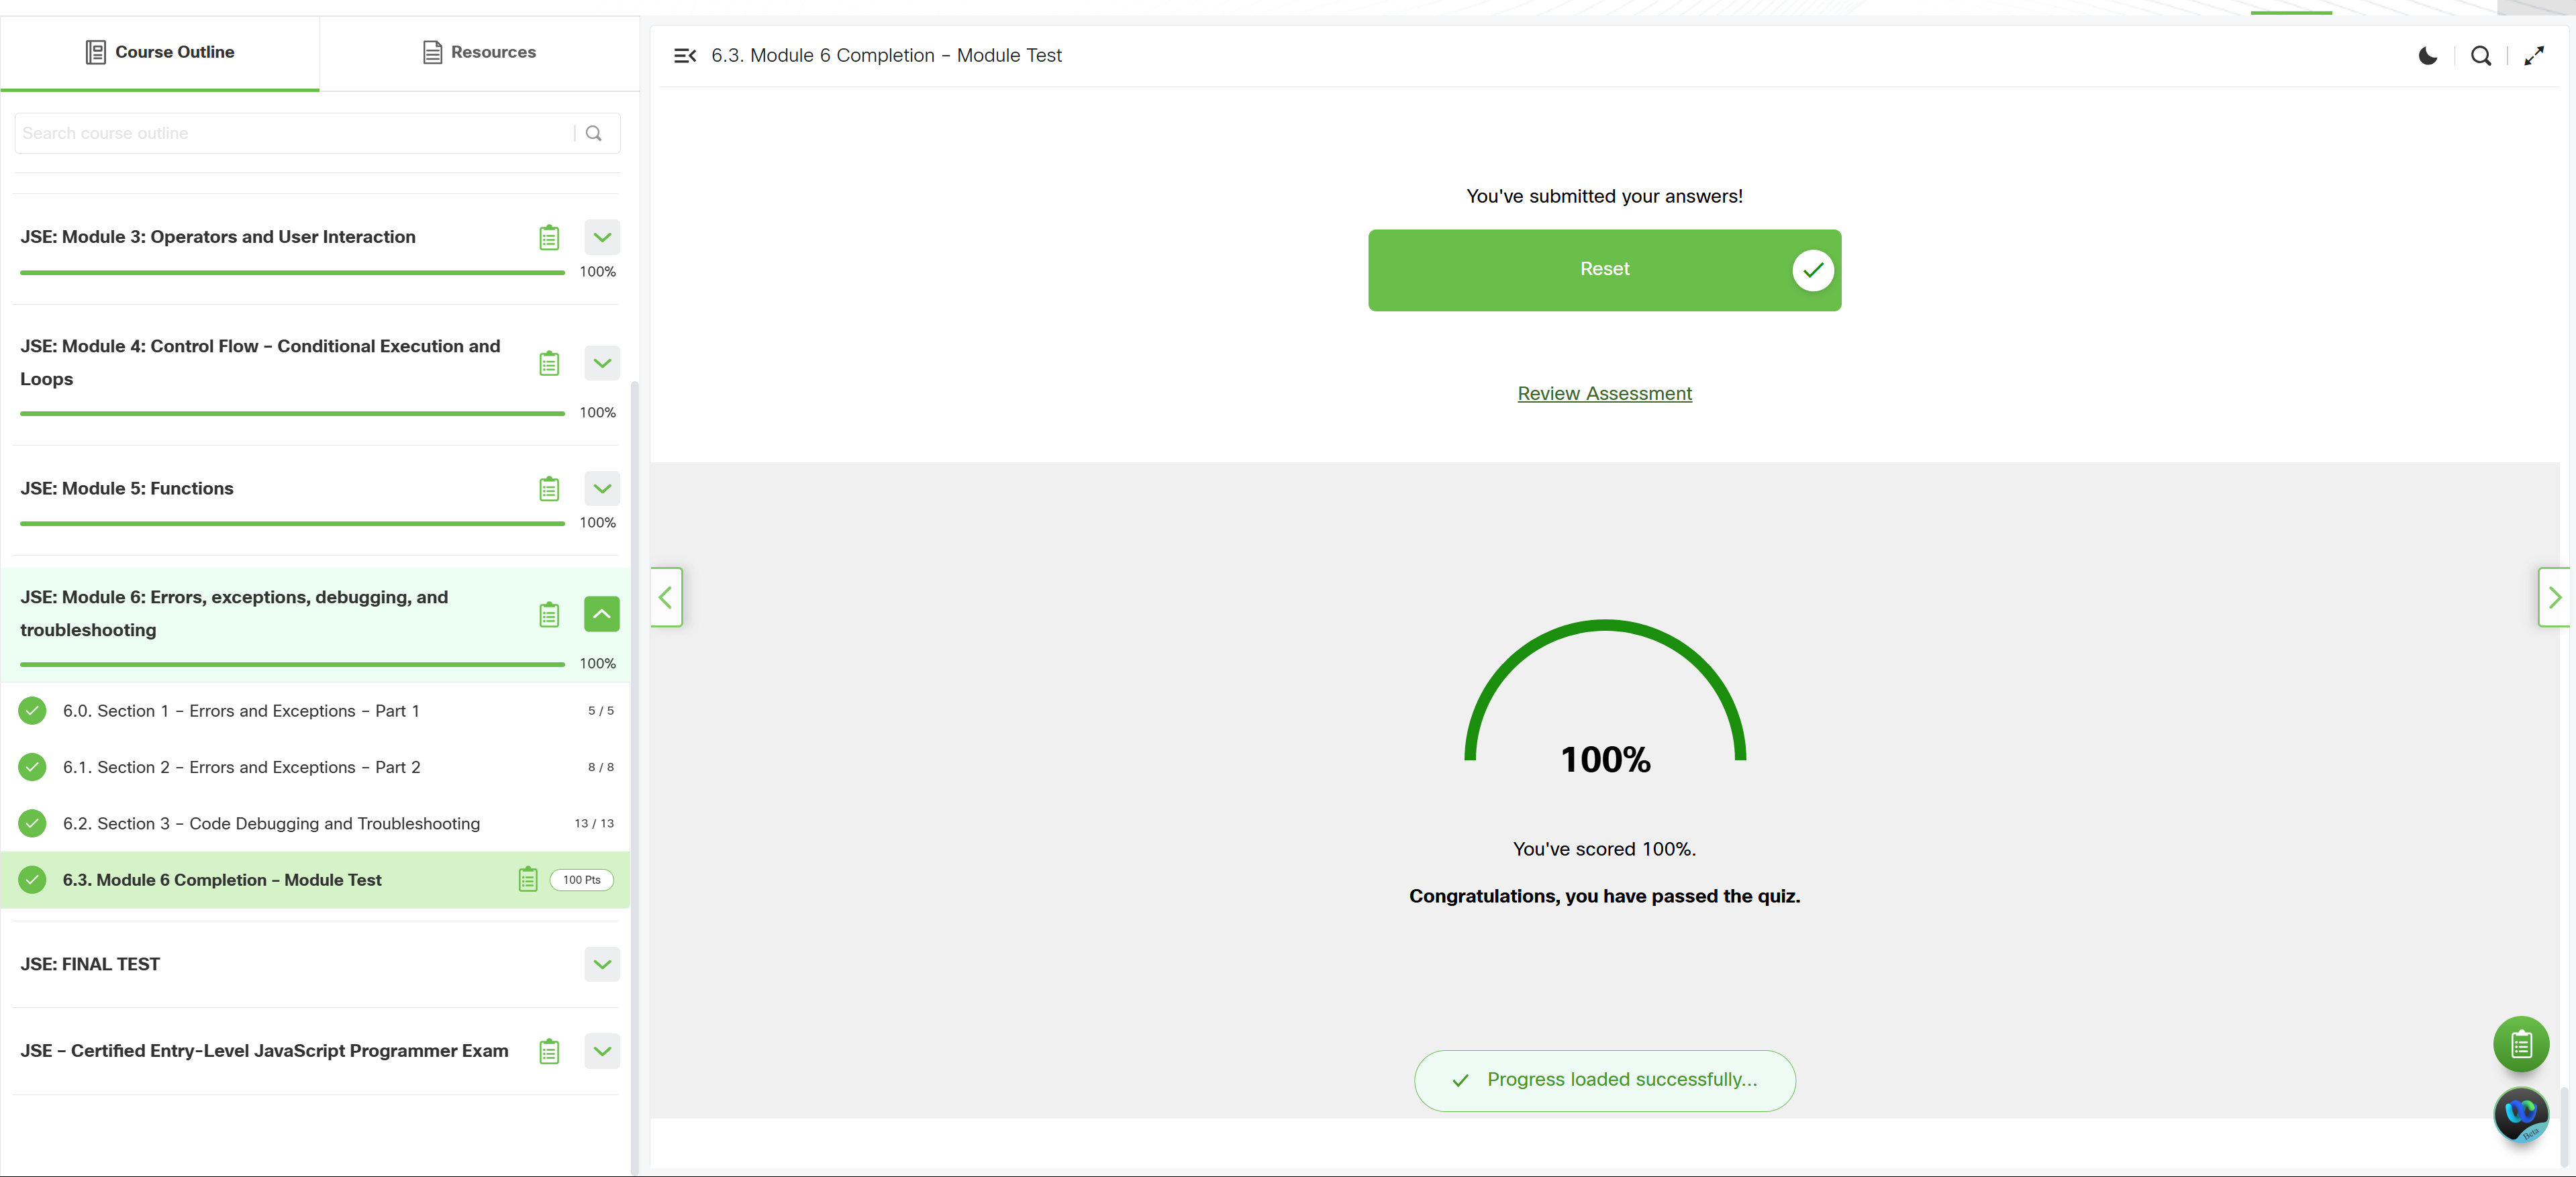 Course Outline
Resources
Search course outline
JSE: Module 3: Operators and User Interaction
100%
JSE: Module 4: Control Flow – Conditional Execution and
Loops
100%
JSE: Module 5: Functions
100%
JSE: Module 6: Errors, exceptions, debugging, and
troubleshooting
100%
6.0. Section 1 – Errors and Exceptions – Part 1
5 / 5
6.1. Section 2 – Errors and Exceptions – Part 2
8 / 8
6.2. Section 3 – Code Debugging and Troubleshooting
13 / 13
6.3. Module 6 Completion – Module Test
100 Pts
JSE: FINAL TEST
JSE – Certified Entry-Level JavaScript Programmer Exam
6.3. Module 6 Completion – Module Test
You've submitted your answers!
Reset
Review Assessment
100%
You've scored 100%.
Congratulations, you have passed the quiz.
Progress loaded successfully...
Beta